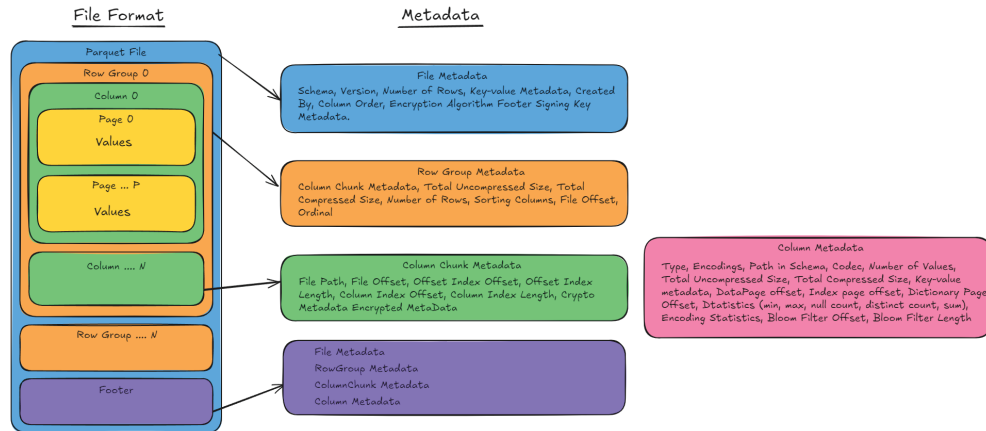 File Format
Metadata
Parquet File
Row Group 0
Column 0
Page 0
Values
Page ... P
Values
Column .... N
Row Group .... N
Footer
File Metadata
Schema, Version, Number of Rows, Key-value Metadata, Created
By, Column Order, Encryption Algorithm Footer Signing Key
Metadata.
Row Group Metadata
Column Chunk Metadata, Total Uncompressed Size, Total
Compressed Size, Number of Rows, Sorting Columns, File Offset,
Ordinal
Column Chunk Metadata
File Path, File Offset, Offset Index Offset, Offset Index
Length, Column Index Offset, Column Index Length, Crypto
Metadata Encrypted MetaData
File Metadata
RowGroup Metadata
ColumnChunk Metadata
Column Metadata
Column Metadata
Type, Encodings, Path in Schema, Codec, Number of Values,
Total Uncompressed Size, Total Compressed Size, Key-value
metadata, DataPage offset, Index page offset, Dictionary Page
Offset, Dtatistics (min, max, null count, distinct count, sum),
Encoding Statistics, Bloom Filter Offset, Bloom Filter Length